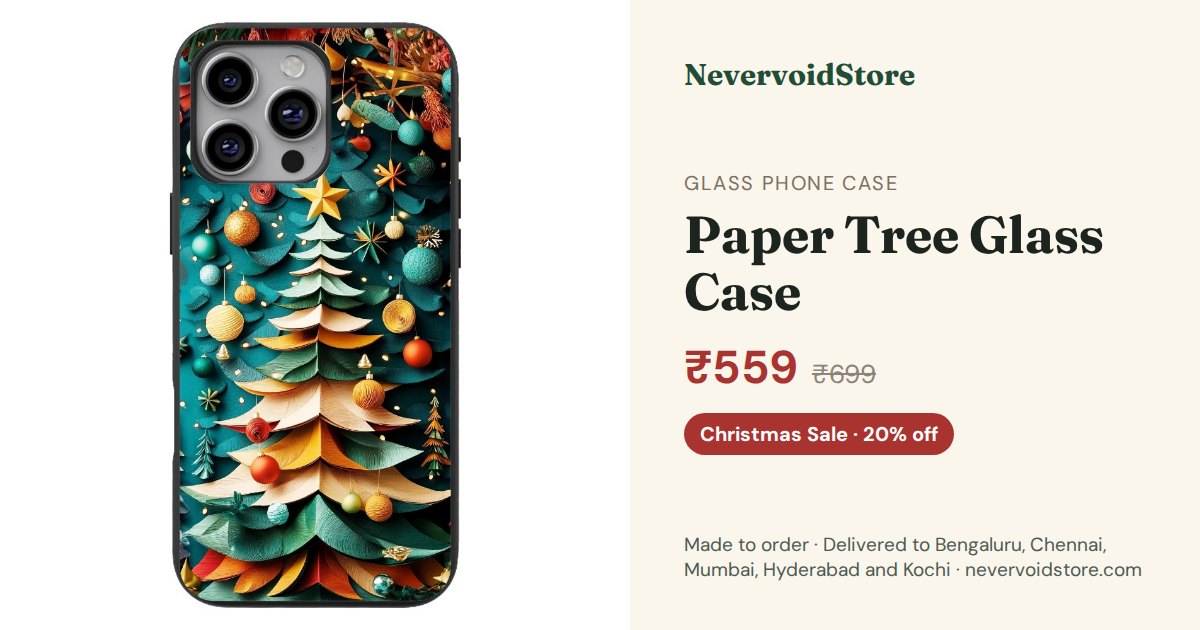 NevervoidStore
GLASS PHONE CASE
Paper Tree Glass
Case
₹559 ₹699
Christmas Sale · 20% off
Made to order · Delivered to Bengaluru, Chennai,
Mumbai, Hyderabad and Kochi · nevervoidstore.com